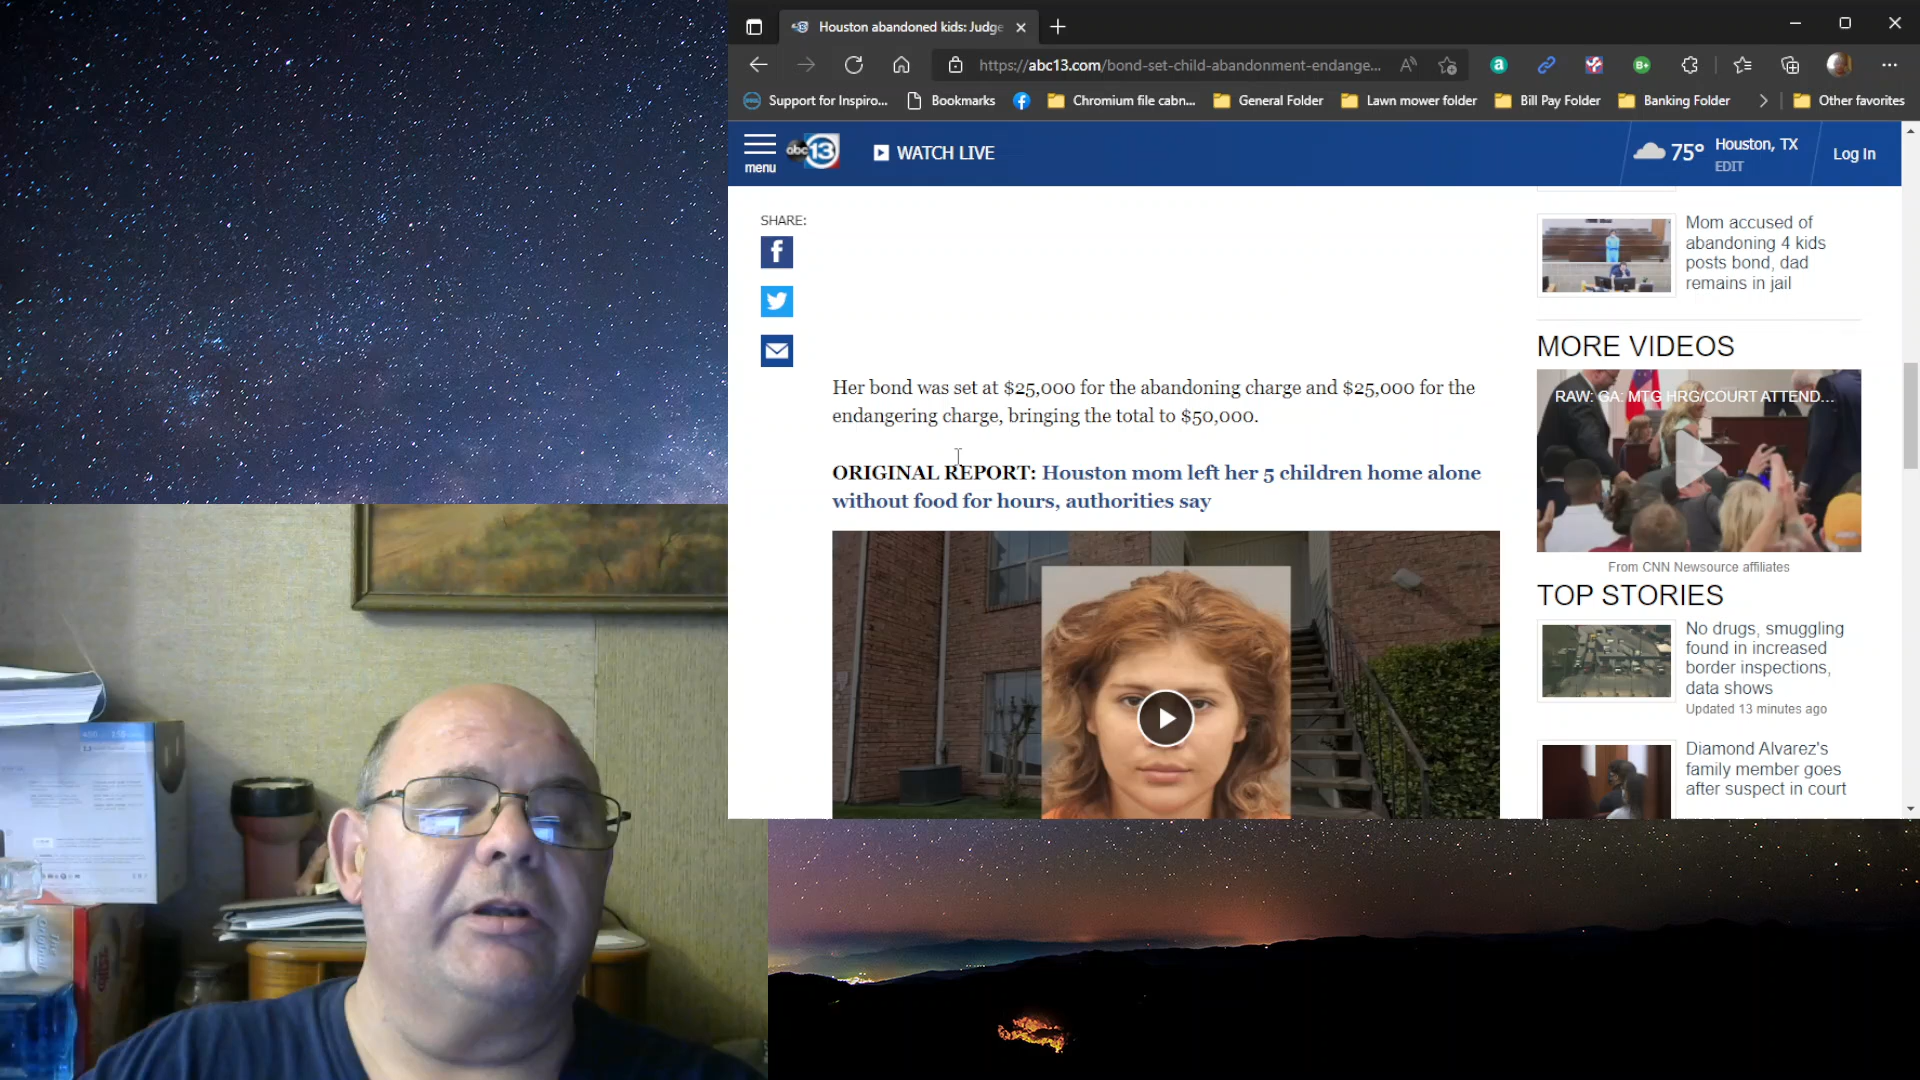 Houston abandoned kids: Judge
https://abc13.com/bond-set-child-abandonment-endange...
Support for Inspiro...
Bookmarks
Chromium file cabn...
General Folder
Lawn mower folder
Bill Pay Folder
Banking Folder
Other favorites
menu
abc 13
WATCH LIVE
75°
Houston, TX
EDIT
Log In
SHARE:
Her bond was set at $25,000 for the abandoning charge and $25,000 for the
endangering charge, bringing the total to $50,000.
ORIGINAL REPORT: Houston mom left her 5 children home alone
without food for hours, authorities say
Mom accused of
abandoning 4 kids
posts bond, dad
remains in jail
MORE VIDEOS
RAW: GA: MTG HRG/COURT ATTEND...
From CNN Newsource affiliates
TOP STORIES
No drugs, smuggling
found in increased
border inspections,
data shows
Updated 13 minutes ago
Diamond Alvarez's
family member goes
after suspect in court